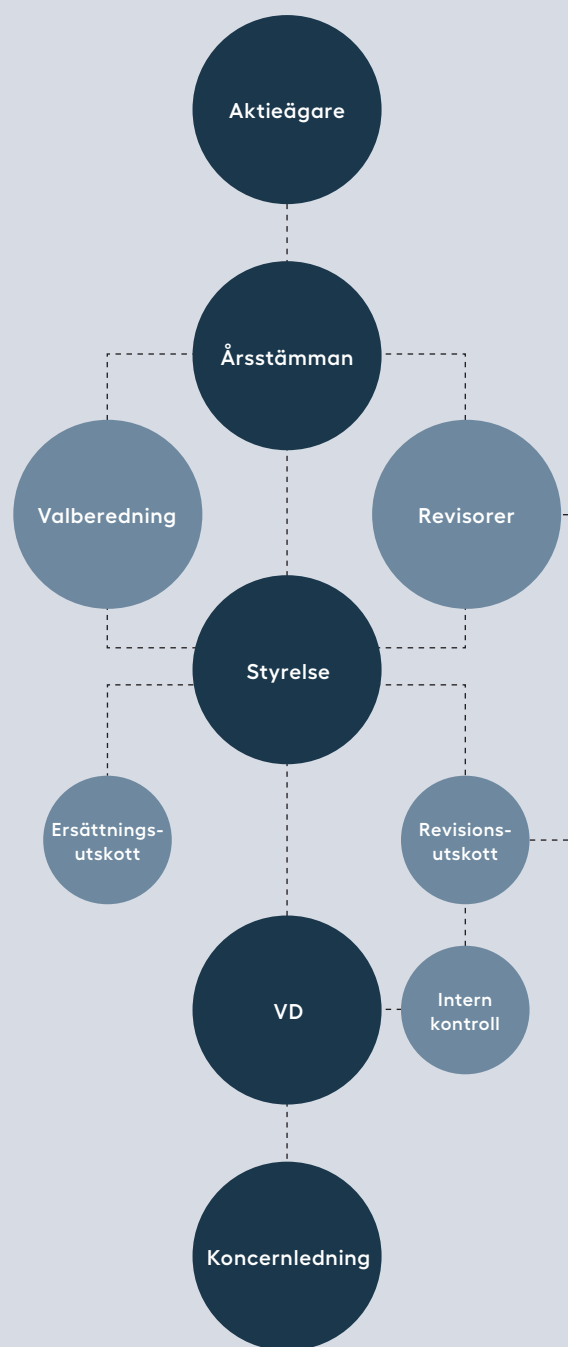 Aktieägare
Årsstämman
Valberedning
Revisorer
Styrelse
Ersättnings-
utskott
Revisions-
utskott
VD
Intern
kontroll
Koncernledning